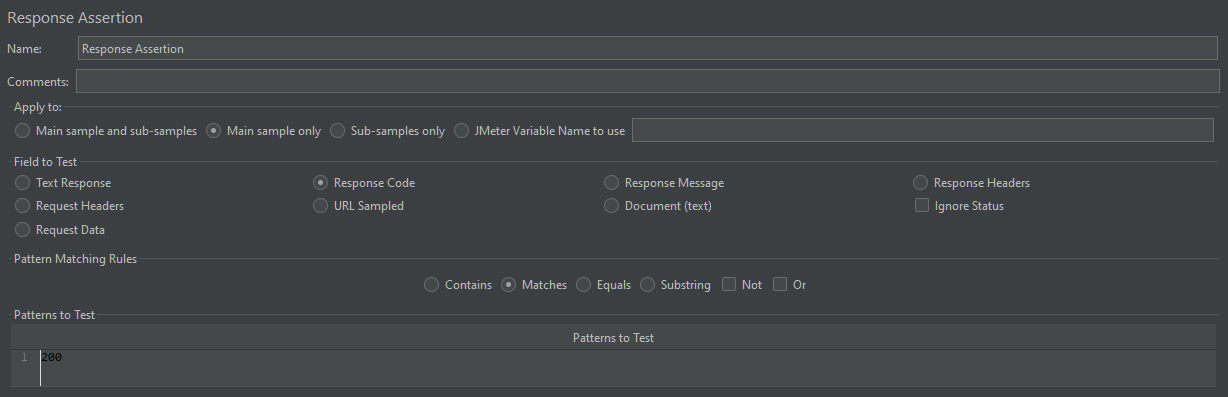 Response Assertion
Name: Response Assertion
Comments:
Apply to:
Main sample and sub-samples Main sample only Sub-samples only JMeter Variable Name to use
Field to Test
Text Response Response Code Response Message Response Headers
Request Headers URL Sampled Document (text) Ignore Status
Request Data
Pattern Matching Rules
Contains Matches Equals Substring Not Or
Patterns to Test
Patterns to Test
1 200